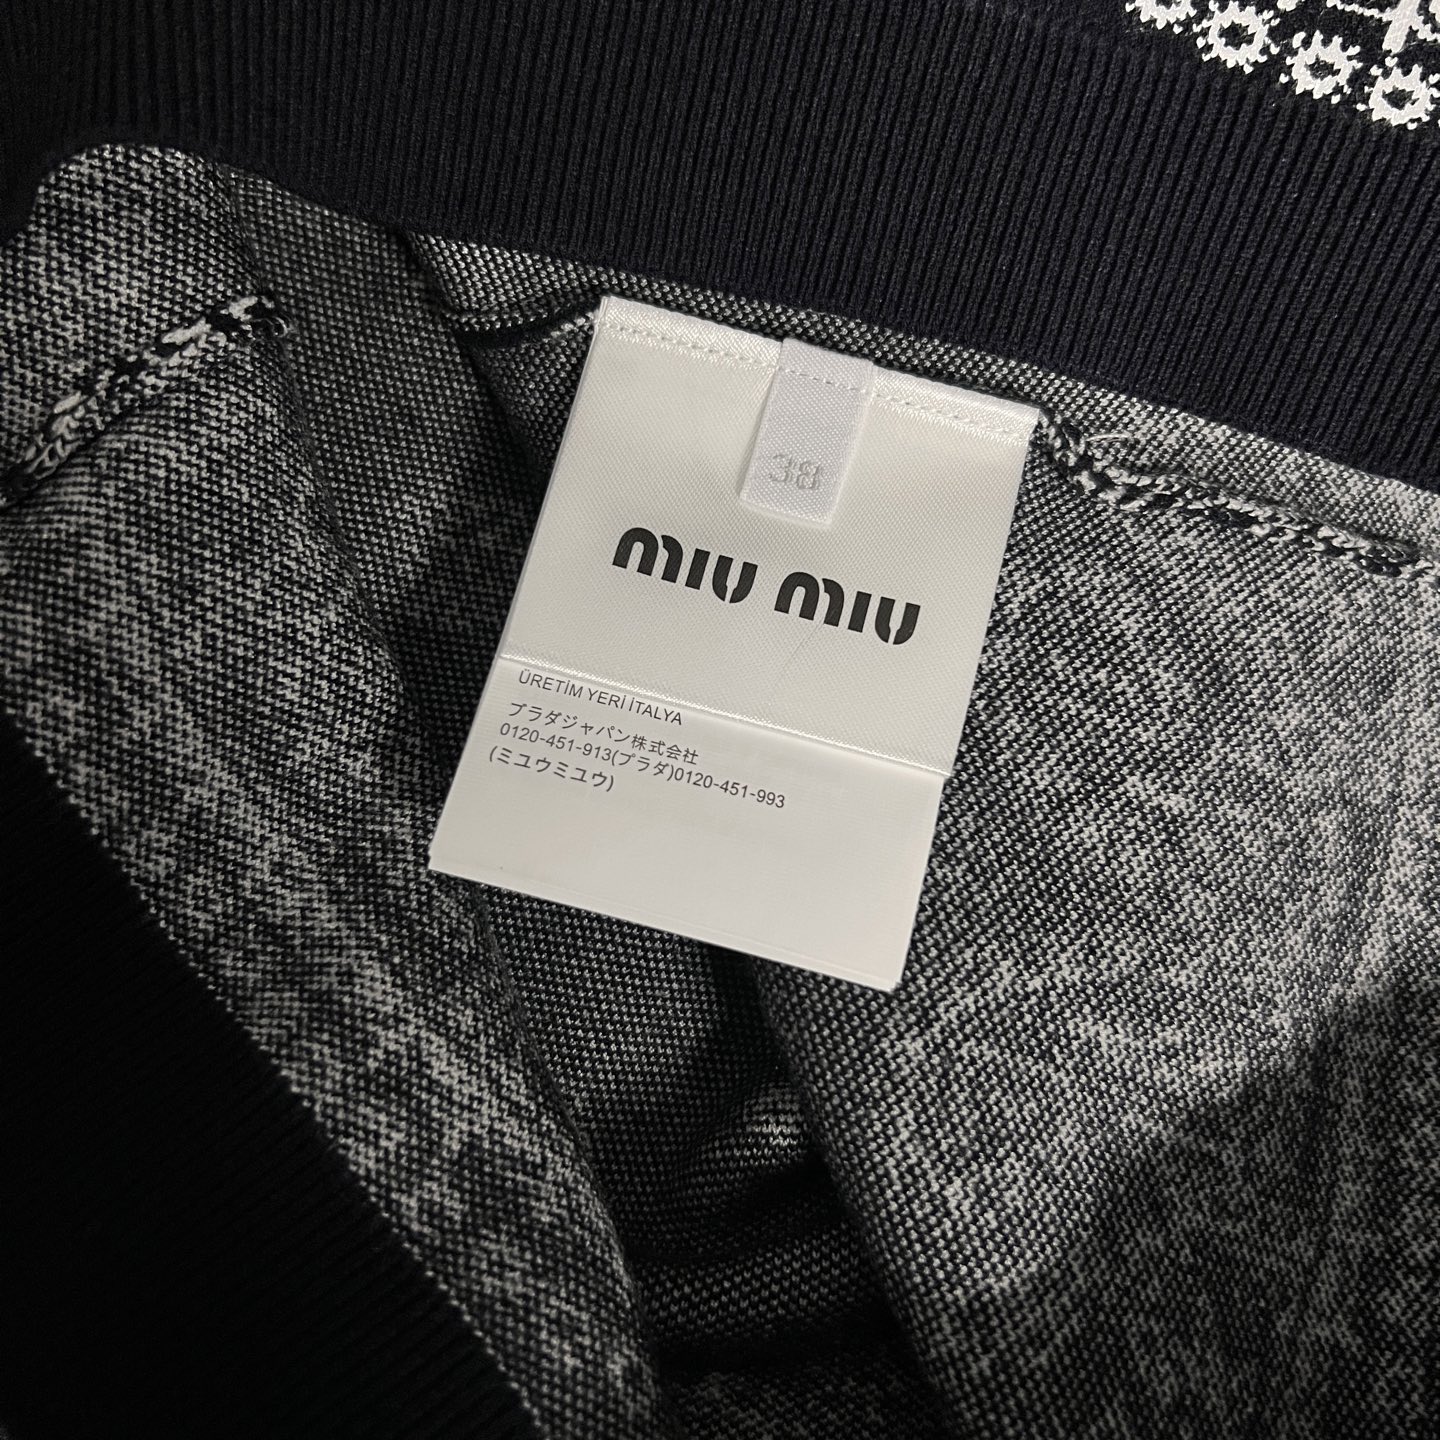 38
miu miu
ÜRETİM YERİ İTALYA
プラダジャパン株式会社
0120-451-913(プラダ)0120-451-993
(ミュウミュウ)